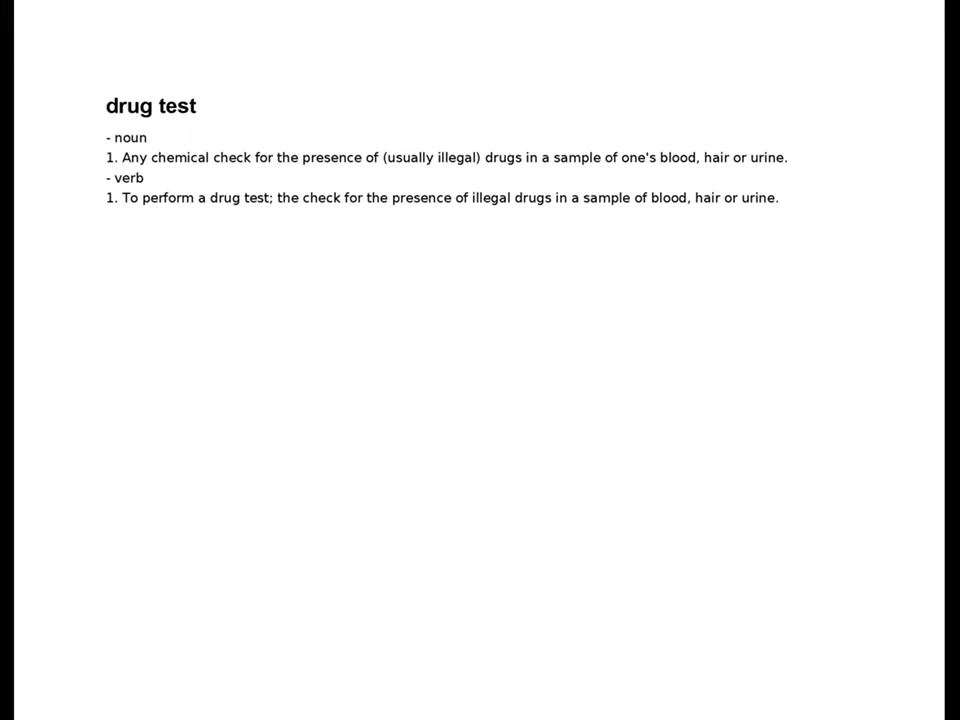 drug test
- noun
1. Any chemical check for the presence of (usually illegal) drugs in a sample of one's blood, hair or urine.
- verb
1. To perform a drug test; the check for the presence of illegal drugs in a sample of blood, hair or urine.